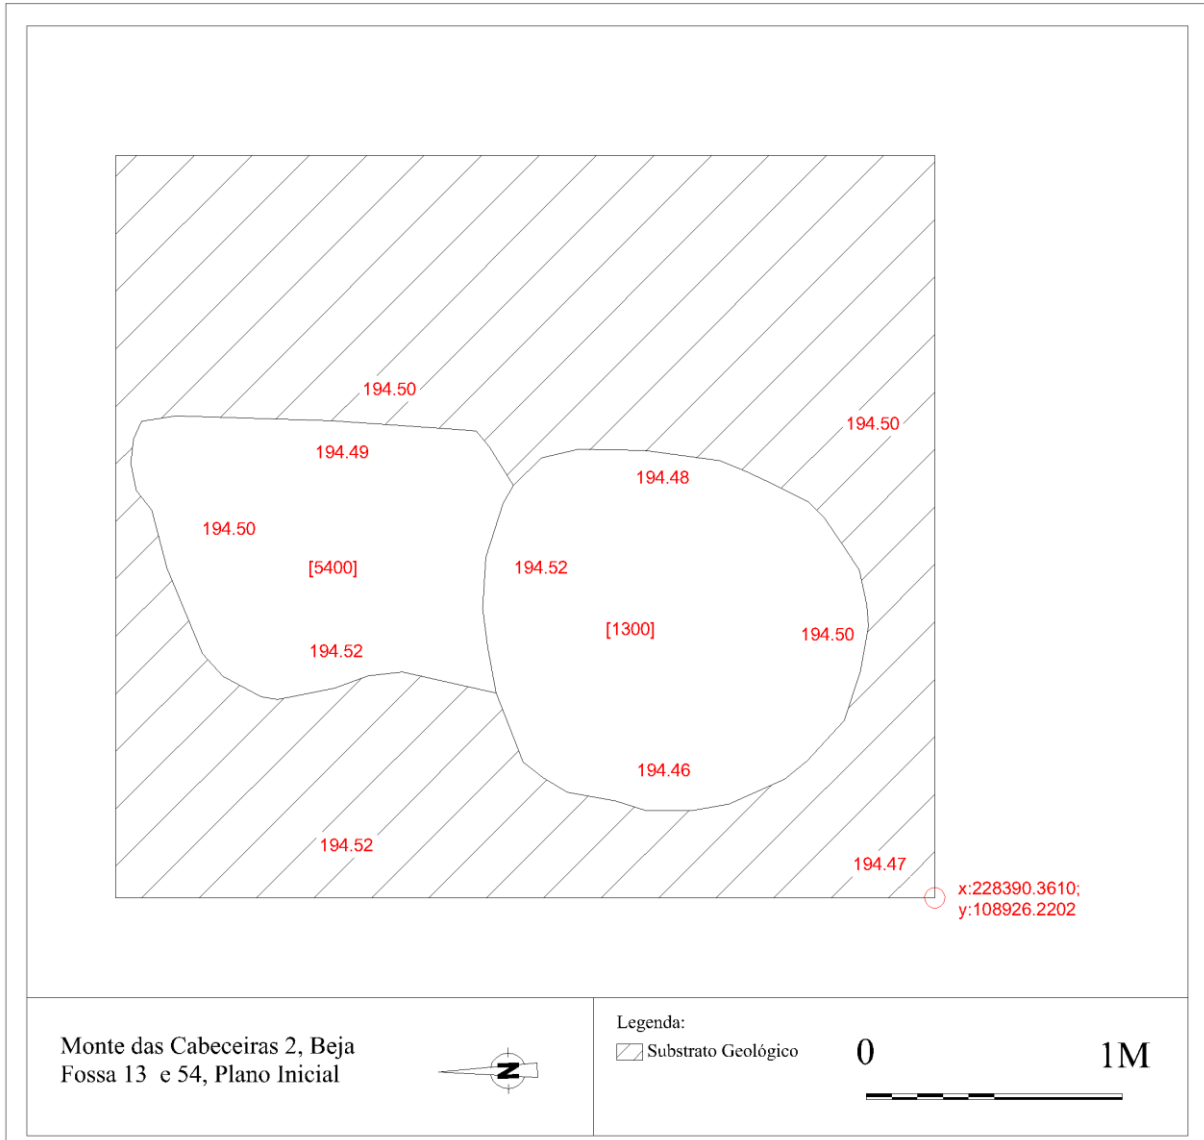 194.50
194.50
194.49
194.48
194.50
[5400]
194.52
[1300]
194.50
194.52
194.46
194.52
194.47
x:228390.3610;
y:108926.2202
Monte das Cabeceiras 2, Beja
Fossa 13 e 54, Plano Inicial
N
Legenda:
Substrato Geológico
0
1M